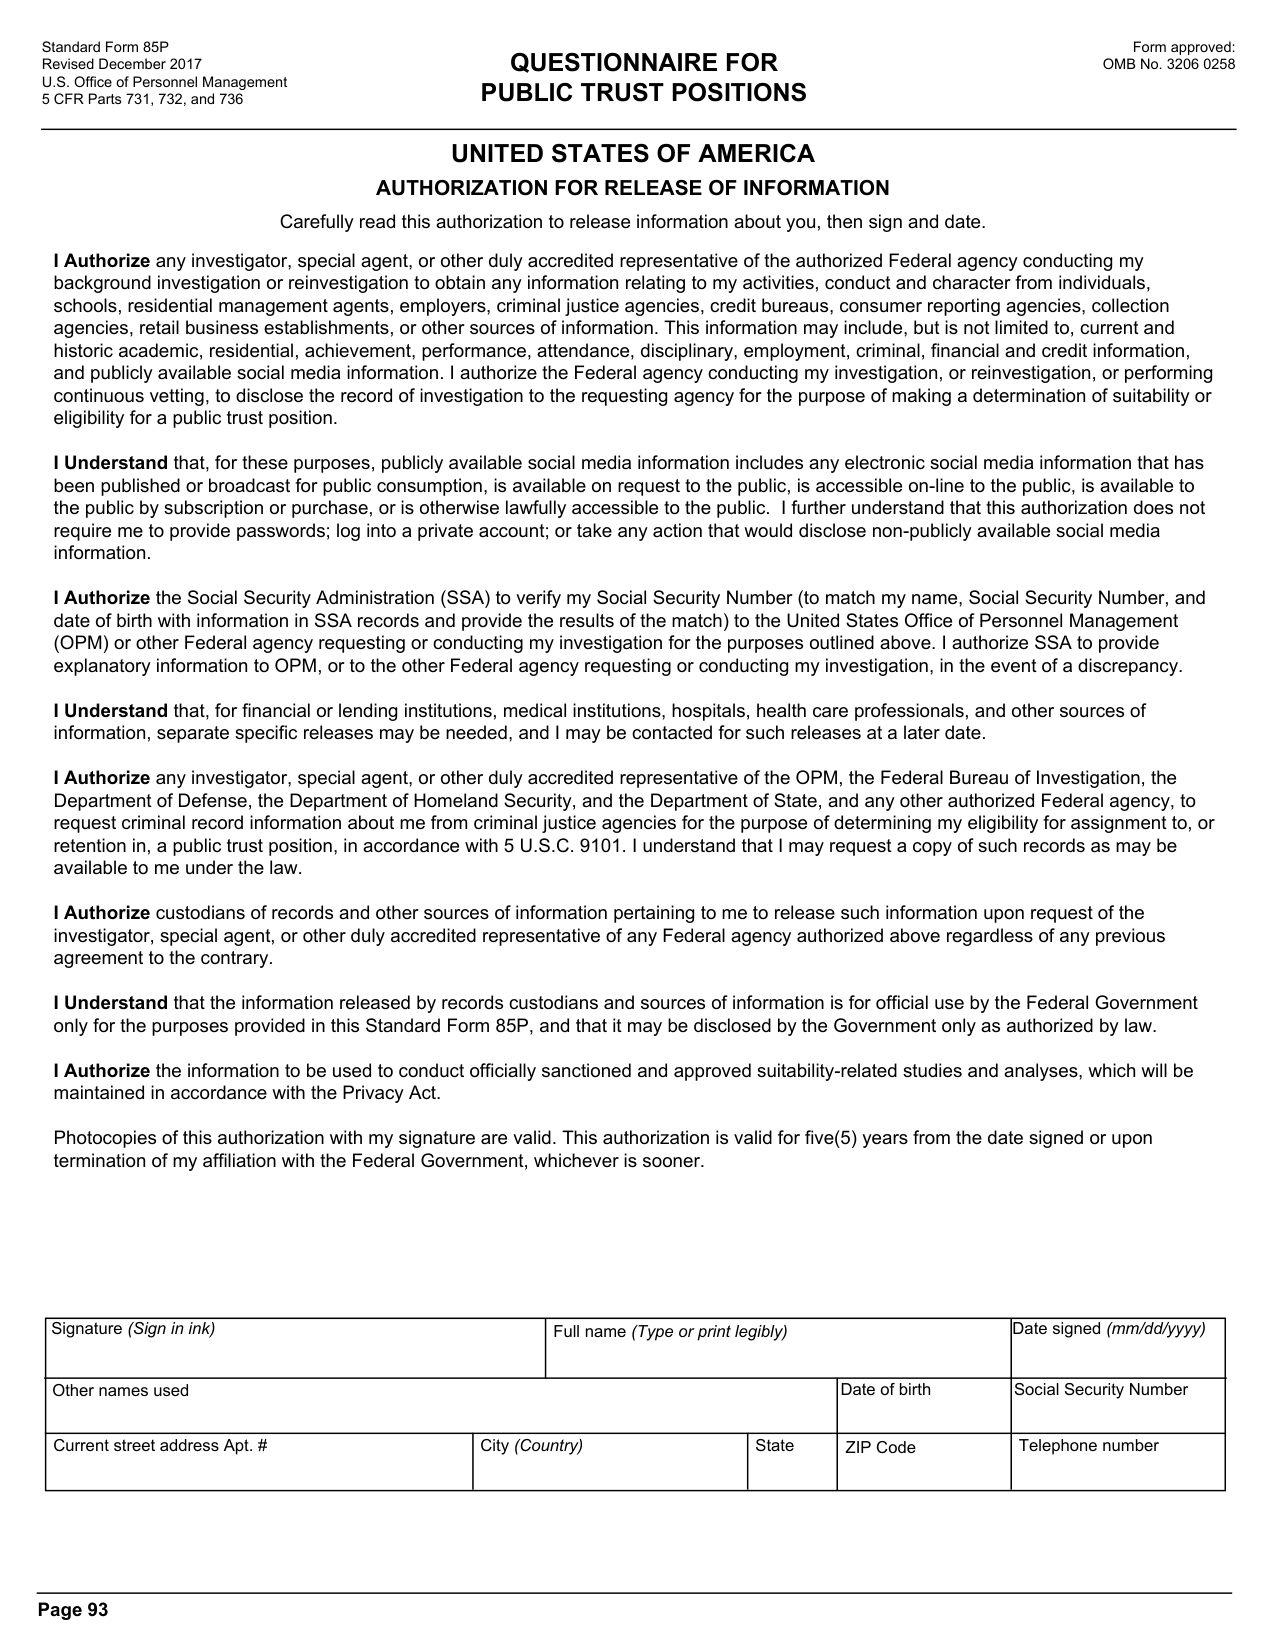 Standard Form 85P
Revised December 2017
U.S. Office of Personnel Management
5 CFR Parts 731, 732, and 736
QUESTIONNAIRE FOR
PUBLIC TRUST POSITIONS
Form approved:
OMB No. 3206 0258
UNITED STATES OF AMERICA
AUTHORIZATION FOR RELEASE OF INFORMATION
Carefully read this authorization to release information about you, then sign and date.
I Authorize any investigator, special agent, or other duly accredited representative of the authorized Federal agency conducting my
background investigation or reinvestigation to obtain any information relating to my activities, conduct and character from individuals,
schools, residential management agents, employers, criminal justice agencies, credit bureaus, consumer reporting agencies, collection
agencies, retail business establishments, or other sources of information. This information may include, but is not limited to, current and
historic academic, residential, achievement, performance, attendance, disciplinary, employment, criminal, financial and credit information,
and publicly available social media information. I authorize the Federal agency conducting my investigation, or reinvestigation, or performing
continuous vetting, to disclose the record of investigation to the requesting agency for the purpose of making a determination of suitability or
eligibility for a public trust position.
I Understand that, for these purposes, publicly available social media information includes any electronic social media information that has
been published or broadcast for public consumption, is available on request to the public, is accessible on-line to the public, is available to
the public by subscription or purchase, or is otherwise lawfully accessible to the public.  I further understand that this authorization does not
require me to provide passwords; log into a private account; or take any action that would disclose non-publicly available social media
information.
I Authorize the Social Security Administration (SSA) to verify my Social Security Number (to match my name, Social Security Number, and
date of birth with information in SSA records and provide the results of the match) to the United States Office of Personnel Management
(OPM) or other Federal agency requesting or conducting my investigation for the purposes outlined above. I authorize SSA to provide
explanatory information to OPM, or to the other Federal agency requesting or conducting my investigation, in the event of a discrepancy.
I Understand that, for financial or lending institutions, medical institutions, hospitals, health care professionals, and other sources of
information, separate specific releases may be needed, and I may be contacted for such releases at a later date.
I Authorize any investigator, special agent, or other duly accredited representative of the OPM, the Federal Bureau of Investigation, the
Department of Defense, the Department of Homeland Security, and the Department of State, and any other authorized Federal agency, to
request criminal record information about me from criminal justice agencies for the purpose of determining my eligibility for assignment to, or
retention in, a public trust position, in accordance with 5 U.S.C. 9101. I understand that I may request a copy of such records as may be
available to me under the law.
I Authorize custodians of records and other sources of information pertaining to me to release such information upon request of the
investigator, special agent, or other duly accredited representative of any Federal agency authorized above regardless of any previous
agreement to the contrary.
I Understand that the information released by records custodians and sources of information is for official use by the Federal Government
only for the purposes provided in this Standard Form 85P, and that it may be disclosed by the Government only as authorized by law.
I Authorize the information to be used to conduct officially sanctioned and approved suitability-related studies and analyses, which will be
maintained in accordance with the Privacy Act.
Photocopies of this authorization with my signature are valid. This authorization is valid for five(5) years from the date signed or upon
termination of my affiliation with the Federal Government, whichever is sooner.
Signature (Sign in ink)
Full name (Type or print legibly)
Date signed (mm/dd/yyyy)
Other names used
Date of birth
Social Security Number
Current street address Apt. #
City (Country)
State
ZIP Code
Telephone number
Page 93